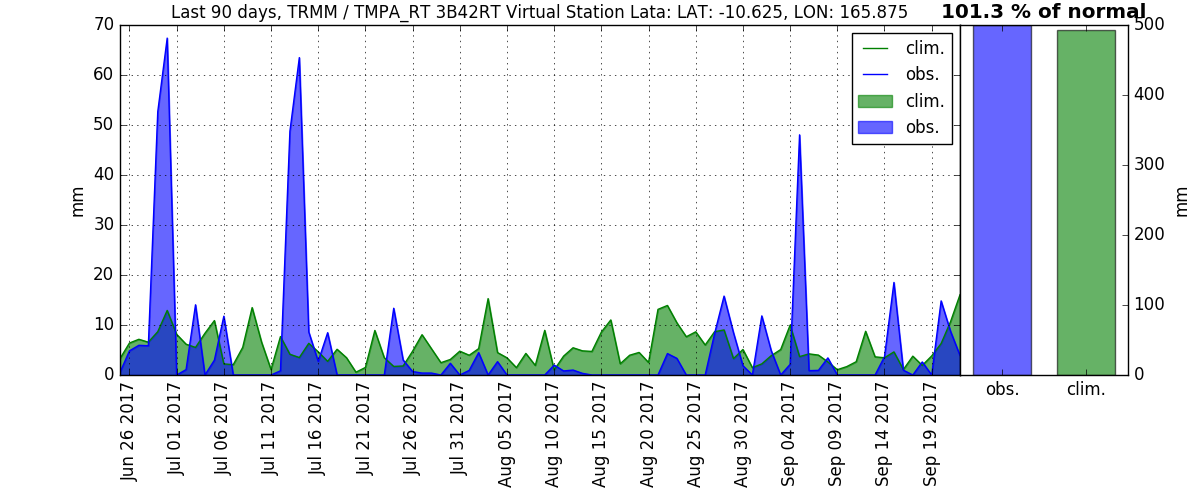 Last 90 days, TRMM / TMPA_RT 3B42RT Virtual Station Lata: LAT: -10.625, LON: 165.875
101.3 % of normal
70
60
50
40
30
20
10
0
mm
clim.
obs.
clim.
obs.
500
400
300
200
100
0
mm
Jun 26 2017
Jul 01 2017
Jul 06 2017
Jul 11 2017
Jul 16 2017
Jul 21 2017
Jul 26 2017
Jul 31 2017
Aug 05 2017
Aug 10 2017
Aug 15 2017
Aug 20 2017
Aug 25 2017
Aug 30 2017
Sep 04 2017
Sep 09 2017
Sep 14 2017
Sep 19 2017
obs.
clim.